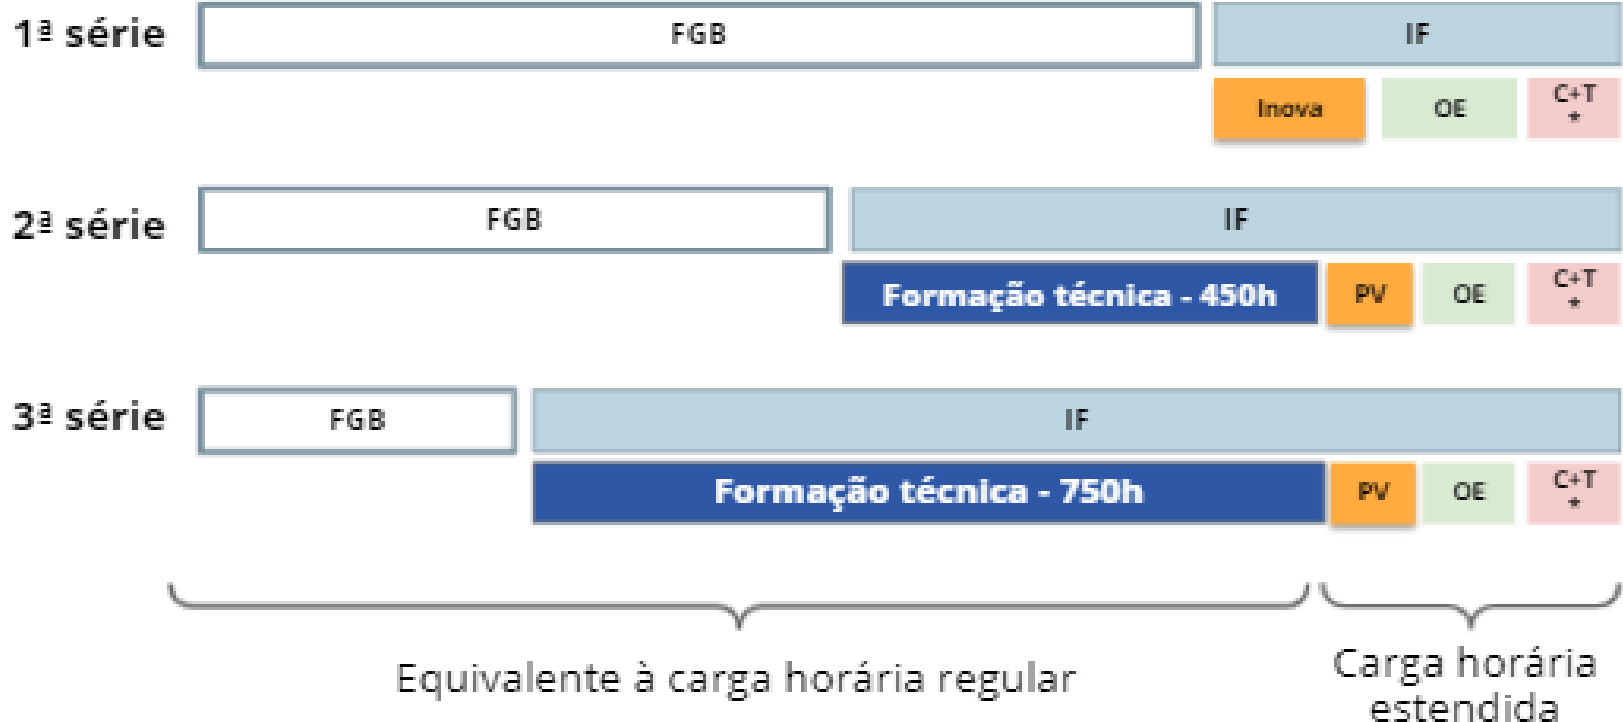 1ª série
FGB
IF
Inova
OE
C+T
*
2ª série
FGB
IF
Formação técnica - 450h
PV
OE
C+T
*
3ª série
FGB
IF
Formação técnica - 750h
PV
OE
C+T
*
Equivalente à carga horária regular
Carga horária
estendida